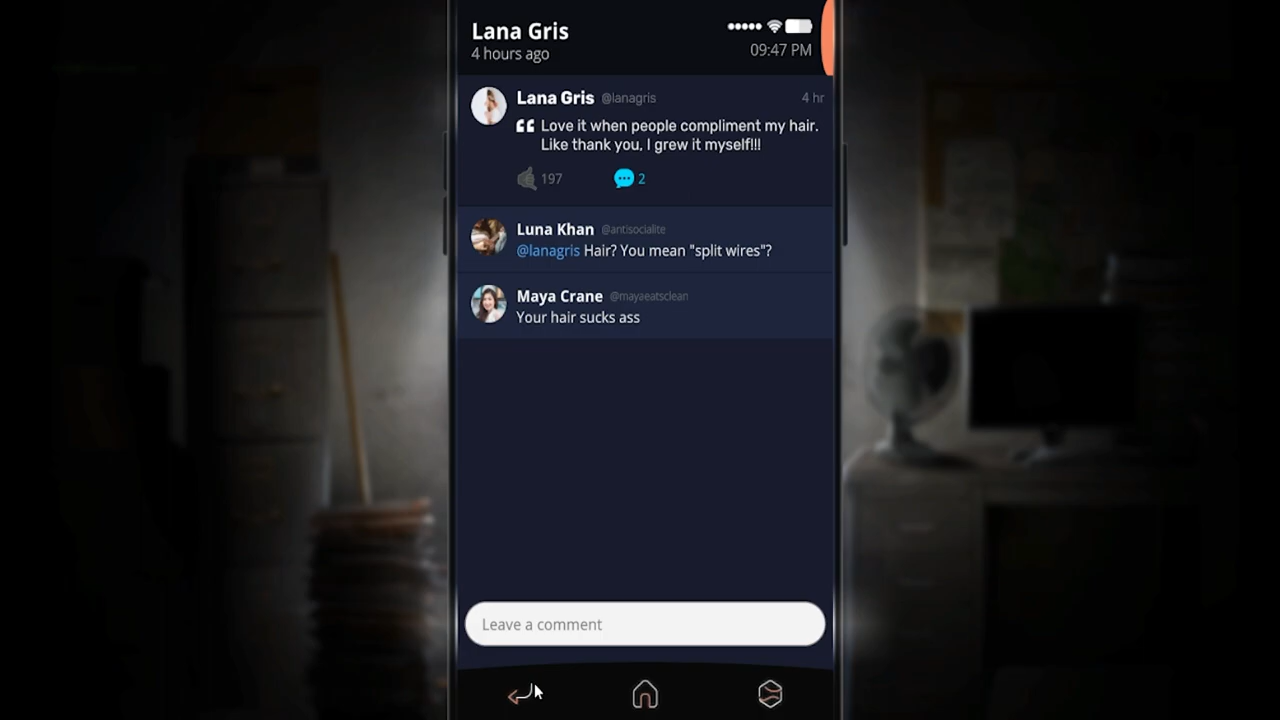 Lana Gris
4 hours ago
09:47 PM
Lana Gris @lanagris 4 hr
Love it when people compliment my hair.
Like thank you, I grew it myself!!!
197 2
Luna Khan @antisocialite
@lanagris Hair? You mean "split wires"?
Maya Crane @mayaeatsclean
Your hair sucks ass
Leave a comment